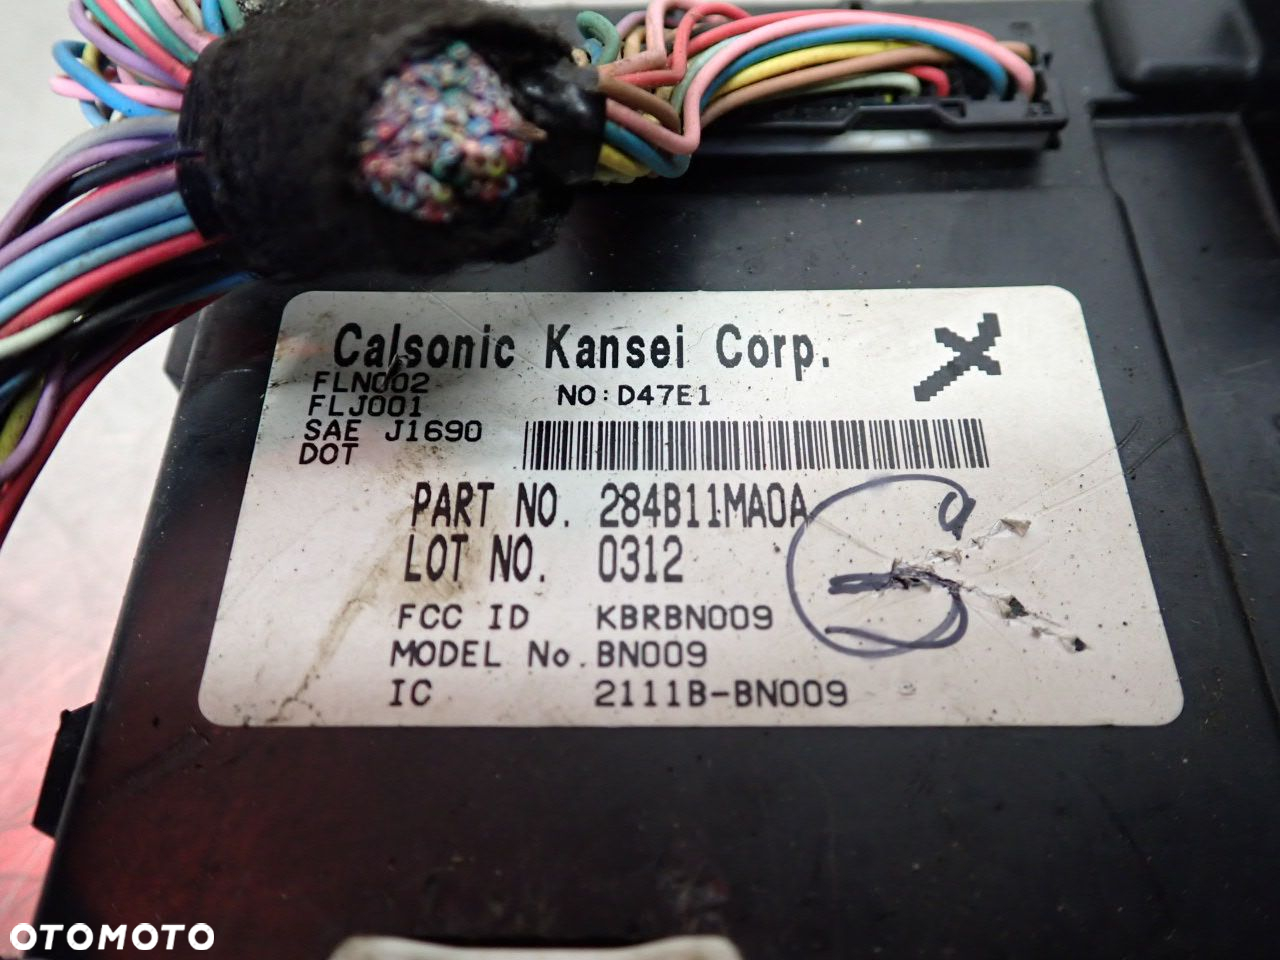 Calsonic Kansei Corp.
FLN002
FLJ001
NO:D47E1
SAE J1690
DOT
PART NO. 284B11MA0A
LOT NO. 0312
FCC ID KBRBN009
MODEL No. BN009
IC 2111B-BN009
OTOMOTO